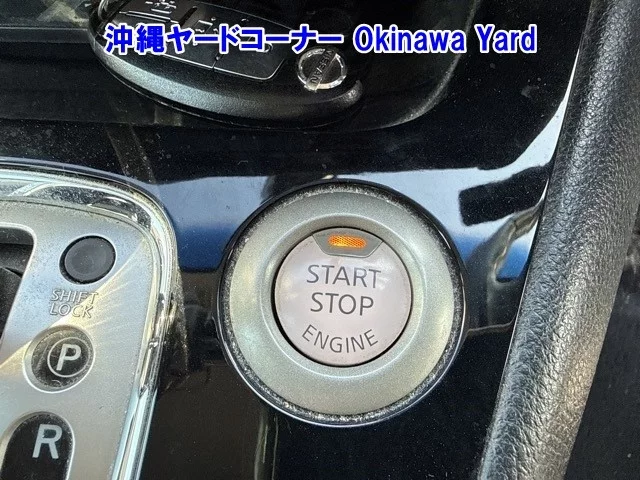 沖縄ヤードコーナー Okinawa Yard
START
STOP
ENGINE
SHIFT
LOCK
P
R